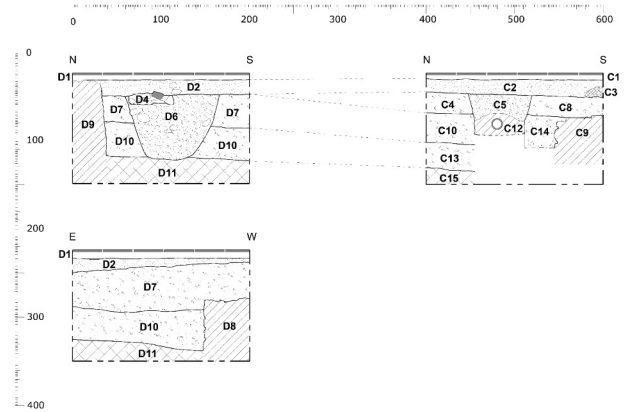 0 100 200 300 400 500 600
0
N S N S
D1 D2 C1
D4 C2 C3
D7 D6 D7 C4 C5 C8
D9 C10 C12 C14 C9
100
D10 D10
C13
D11 C15
200
E W
D1
D2
D7
300
D10 D8
D11
400